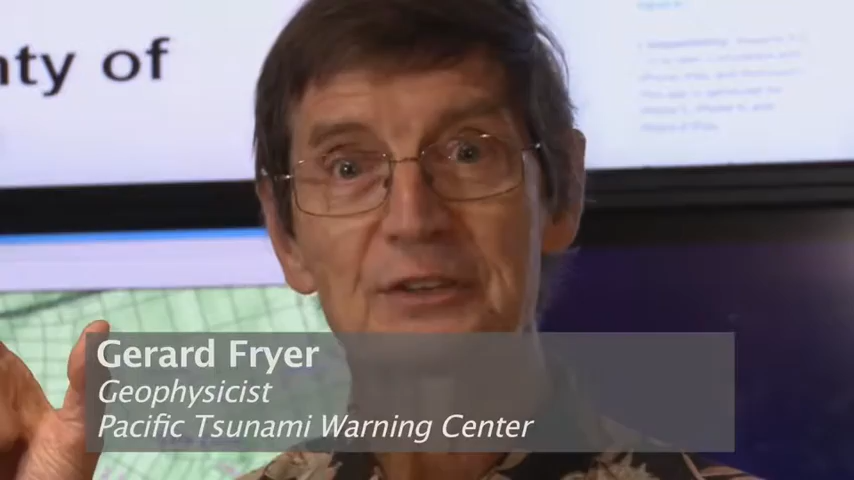 nty of
Gerard Fryer
Geophysicist
Pacific Tsunami Warning Center